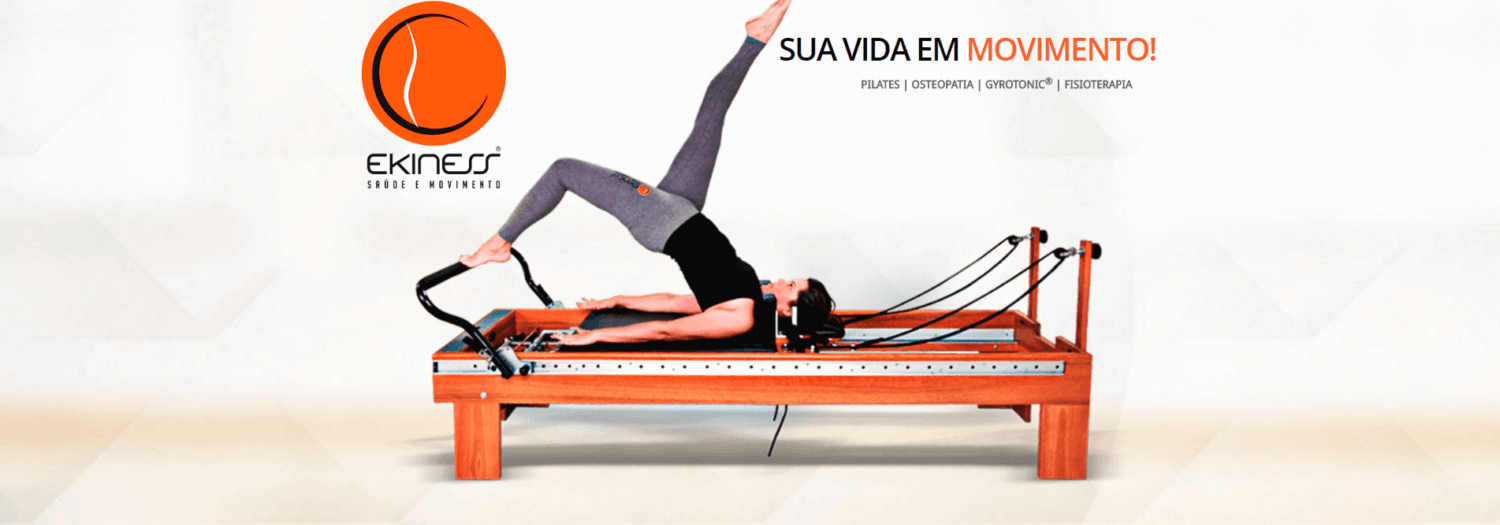 EKINESS®
SAÚDE E MOVIMENTO
SUA VIDA EM MOVIMENTO!
PILATES | OSTEOPATIA | GYROTONIC® | FISIOTERAPIA